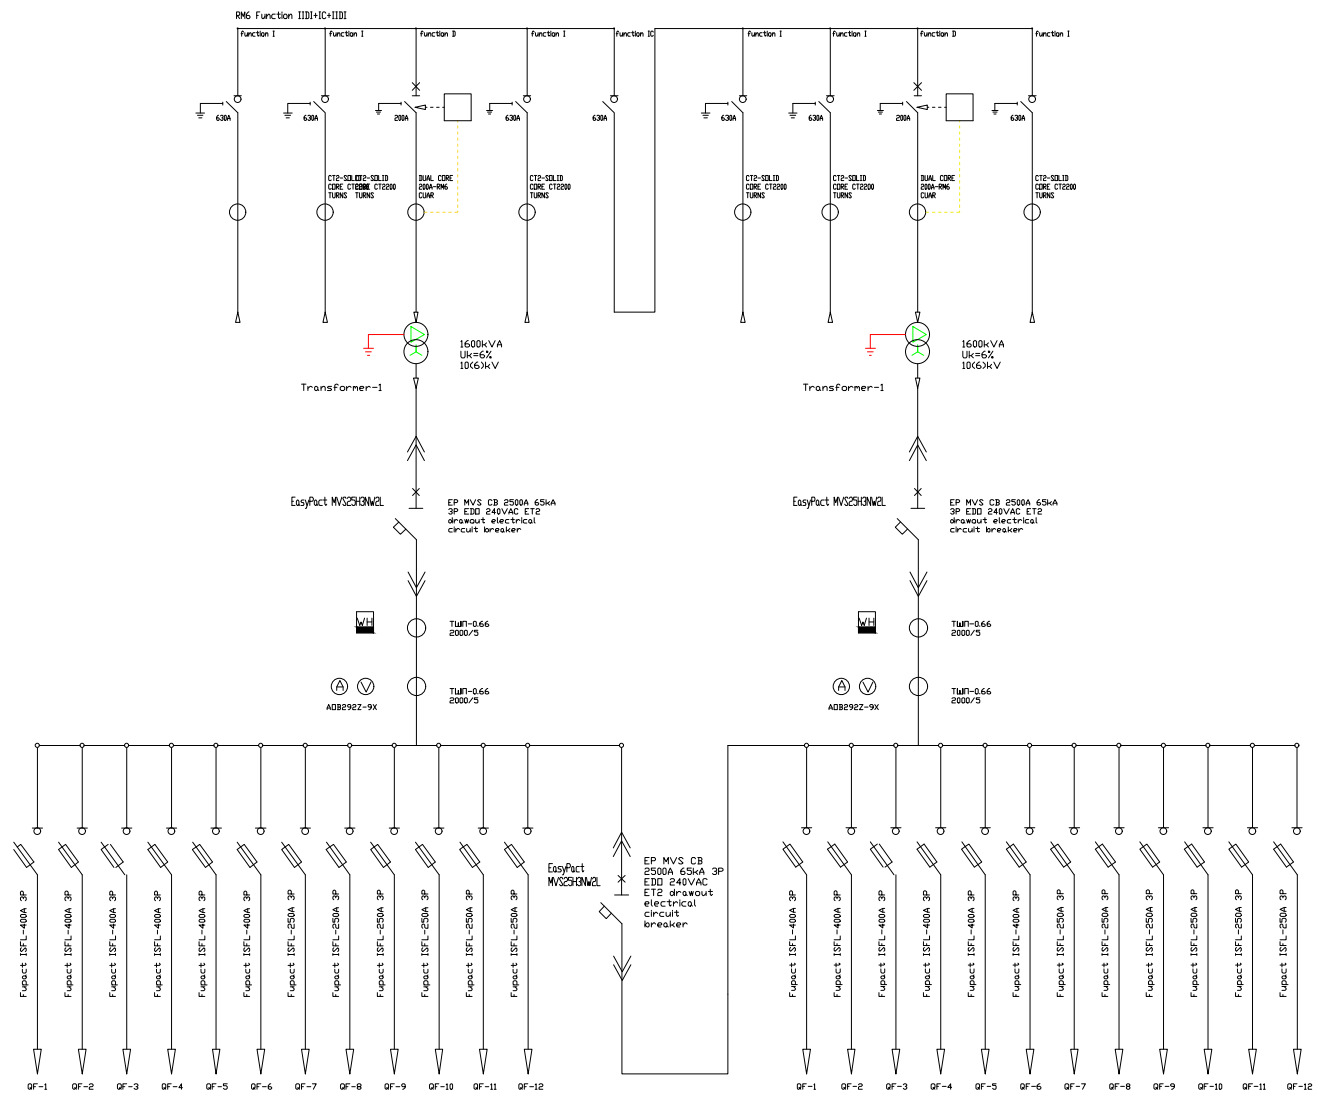 RM6 Function IIDI+IC+IIDI
function I
function I
function D
function I
function IC
function I
function I
function D
function I
630A
630A
200A
630A
630A
630A
630A
200A
630A
CT2-SOLID
CORE CT2200
TURNS
CT2-SOLID
CORE CT2200
TURNS
DUAL CORE
200A-RM6
CUAR
CT2-SOLID
CORE CT2200
TURNS
CT2-SOLID
CORE CT2200
TURNS
DUAL CORE
200A-RM6
CUAR
CT2-SOLID
CORE CT2200
TURNS
1600kVA
Uk=6%
10(6)kV
Transformer-1
1600kVA
Uk=6%
10(6)kV
Transformer-1
EasyPact MVS25H3NW2L
EP MVS CB 2500A 65kA
3P EDO 240VAC ET2
drawout electrical
circuit breaker
EasyPact MVS25H3NW2L
EP MVS CB 2500A 65kA
3P EDO 240VAC ET2
drawout electrical
circuit breaker
WH
ТШП-0.66
2000/5
WH
ТШП-0.66
2000/5
A
V
ТШП-0.66
2000/5
AOB292Z-9X
A
V
ТШП-0.66
2000/5
AOB292Z-9X
EasyPact
MVS25H3NW2L
EP MVS CB
2500A 65kA 3P
EDO 240VAC
ET2 drawout
electrical
circuit
breaker
Fupact ISFL-400A 3P
Fupact ISFL-400A 3P
Fupact ISFL-400A 3P
Fupact ISFL-400A 3P
Fupact ISFL-400A 3P
Fupact ISFL-400A 3P
Fupact ISFL-250A 3P
Fupact ISFL-250A 3P
Fupact ISFL-250A 3P
Fupact ISFL-250A 3P
Fupact ISFL-250A 3P
Fupact ISFL-250A 3P
Fupact ISFL-400A 3P
Fupact ISFL-400A 3P
Fupact ISFL-400A 3P
Fupact ISFL-400A 3P
Fupact ISFL-400A 3P
Fupact ISFL-400A 3P
Fupact ISFL-250A 3P
Fupact ISFL-250A 3P
Fupact ISFL-250A 3P
Fupact ISFL-250A 3P
Fupact ISFL-250A 3P
Fupact ISFL-250A 3P
QF-1
QF-2
QF-3
QF-4
QF-5
QF-6
QF-7
QF-8
QF-9
QF-10
QF-11
QF-12
QF-1
QF-2
QF-3
QF-4
QF-5
QF-6
QF-7
QF-8
QF-9
QF-10
QF-11
QF-12